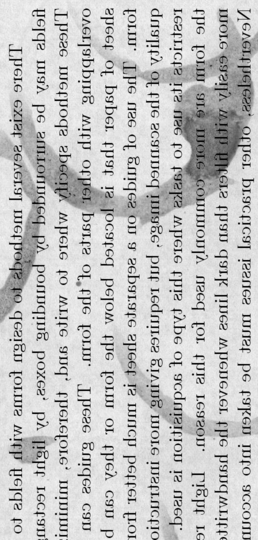 There exist several methods to design forms with fields to
fields may be surrounded by bounding boxes, by light rectang
These methods specify where to write and, therefore, minimi
overlapping with other parts of the form. These guides can
sheet of paper that is located below the form or they can b
form. The use of guides on a separate sheet is much better fro
quality of the scanned image, but requires giving more instructio
restricts its use to tasks where this type of acquisition is used
the form are more commonly used for this reason. Light re
more easily with filters than dark lines whenever the handwritte
Nevertheless, other practical issues must be taken into accoun